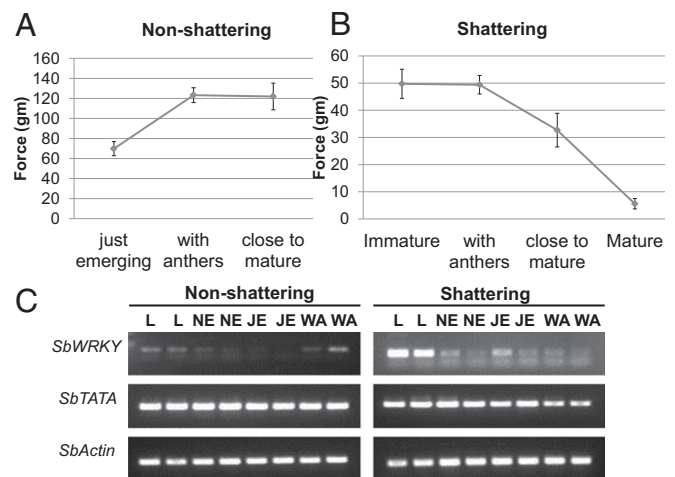 A
Non-shattering
Force (gm)
160
140
120
100
80
60
40
20
0
just emerging
with anthers
close to mature
B
Shattering
Force (gm)
60
50
40
30
20
10
0
Immature
with anthers
close to mature
Mature
C
Non-shattering
Shattering
L L NE NE JE JE WA WA
L L NE NE JE JE WA WA
SbWRKY
SbTATA
SbActin